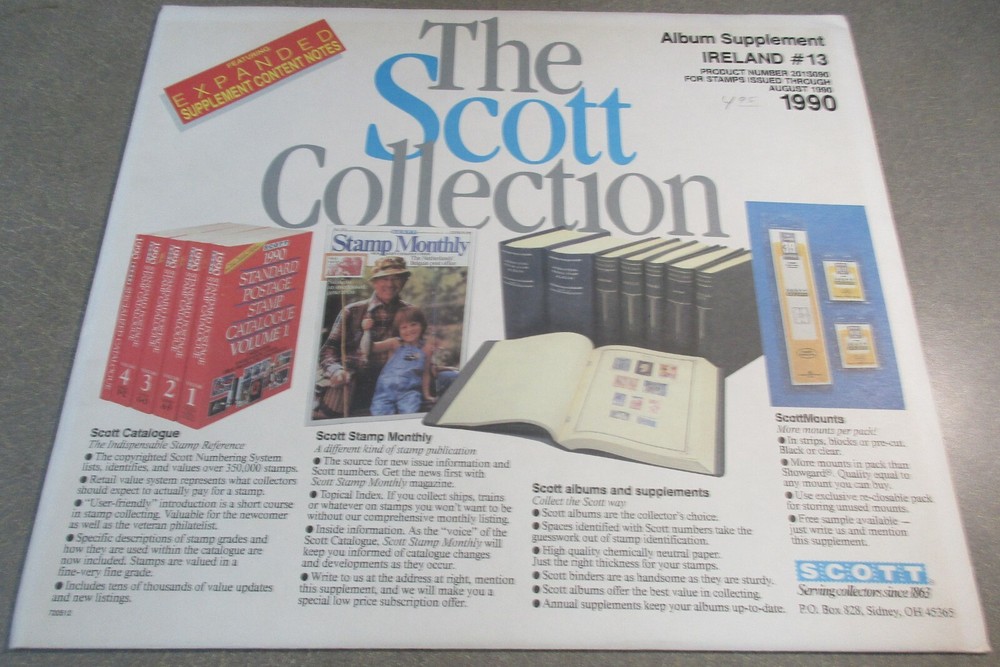 FEATURING
EXPANDED
SUPPLEMENT CONTENT NOTES
The
Scott
Collection
Album Supplement
IRELAND #13
PRODUCT NUMBER 201S090
FOR STAMPS ISSUED THROUGH
AUGUST 1990
1990
SCOTT
1990
STANDARD
POSTAGE
STAMP
CATALOGUE
VOLUME 1
4
3
2
1
Stamp Monthly
Scott Catalogue
The Indispensable Stamp Reference
● The copyrighted Scott Numbering System
lists, identifies, and values over 350,000 stamps.
● Retail value system represents what collectors
should expect to actually pay for a stamp.
● "User-friendly" introduction is a short course
in stamp collecting. Valuable for the newcomer
as well as the veteran philatelist.
● Specific descriptions of stamp grades and
how they are used within the catalogue are
now included. Stamps are valued in a
fine-very fine grade.
● Includes tens of thousands of value updates
and new listings.
Scott Stamp Monthly
A different kind of stamp publication
● The source for new issue information and
Scott numbers. Get the news first with
Scott Stamp Monthly magazine.
● Topical Index. If you collect ships, trains
or whatever on stamps you won't want to be
without our comprehensive monthly listing.
● Inside information. As the "voice" of the
Scott Catalogue, Scott Stamp Monthly will
keep you informed of catalogue changes
and developments as they occur.
● Write to us at the address at right, mention
this supplement, and we will make you a
special low price subscription offer.
Scott albums and supplements
Collect the Scott way
● Scott albums are the collector's choice.
● Spaces identified with Scott numbers take the
guesswork out of stamp identification.
● High quality chemically neutral paper.
Just the right thickness for your stamps.
● Scott binders are as handsome as they are sturdy.
● Scott albums offer the best value in collecting.
● Annual supplements keep your albums up-to-date.
ScottMounts
More mounts per pack!
● In strips, blocks or pre-cut.
Black or clear.
● More mounts in pack than
Showgard®. Quality equal to
any mount you can buy.
● Use exclusive re-closable pack
for storing unused mounts.
● Free sample available —
just write us and mention
this supplement.
SCOTT®
Serving collectors since 1863
P.O. Box 828, Sidney, OH 45365